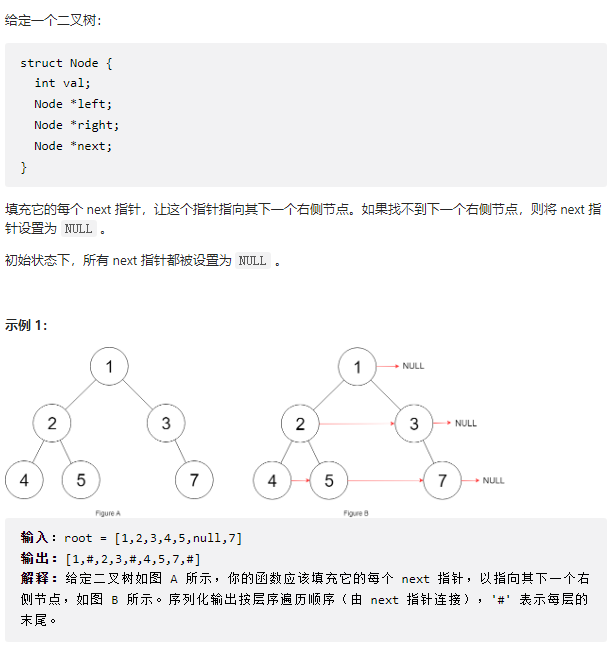 给定一个二叉树：
struct Node {
  int val;
  Node *left;
  Node *right;
  Node *next;
}
填充它的每个 next 指针，让这个指针指向其下一个右侧节点。如果找不到下一个右侧节点，则将 next 指
针设置为 NULL 。
初始状态下，所有 next 指针都被设置为 NULL 。
示例 1：
1
2 3
4 5 7
Figure A
1 NULL
2 3 NULL
4 5 7 NULL
Figure B
输入：root = [1,2,3,4,5,null,7]
输出：[1,#,2,3,#,4,5,7,#]
解释：给定二叉树如图 A 所示，你的函数应该填充它的每个 next 指针，以指向其下一个右
侧节点，如图 B 所示。序列化输出按层序遍历顺序（由 next 指针连接），'#' 表示每层的
末尾。